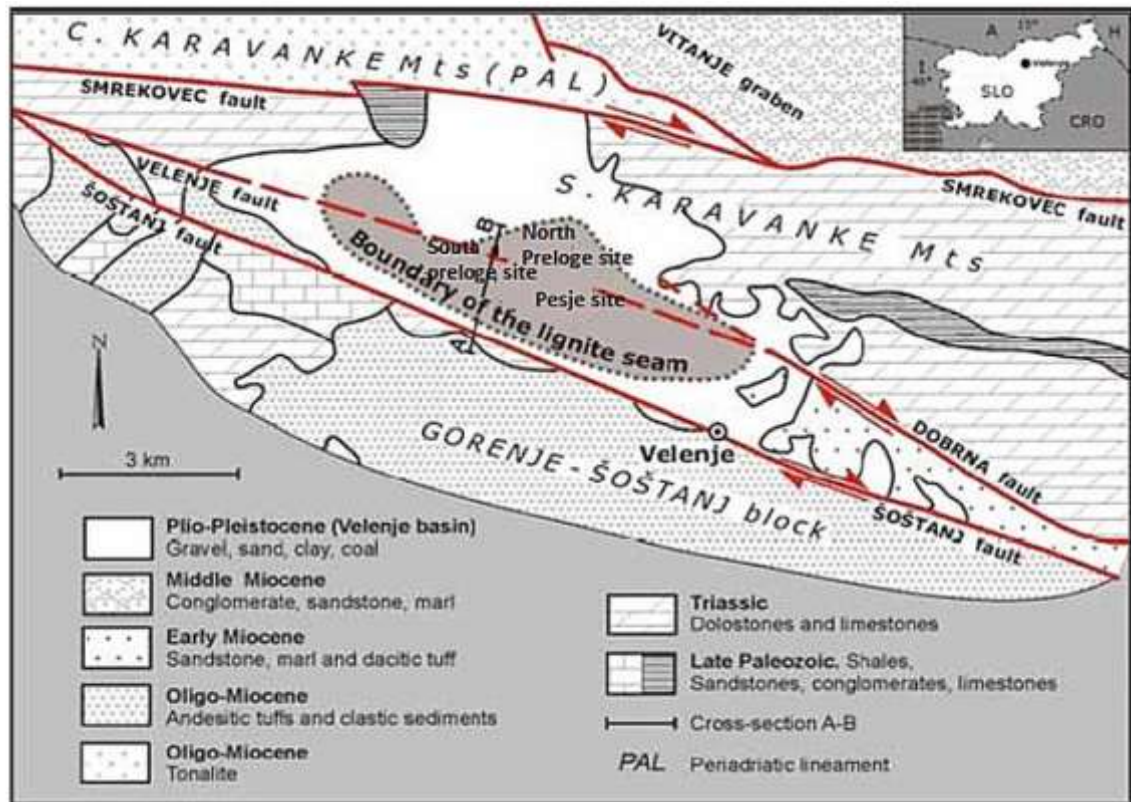 C. KARAVANKE Mts (PAL)
VITANJE graben
A
15°
H
I
46°
Velenje
SLO
CRO
SMREKOVEC fault
SMREKOVEC fault
VELENJE fault
ŠOŠTANJ fault
S. KARAVANKE Mts
B
North
Preloge site
South
preloge site
Pesje site
Boundary of the lignite seam
A
N
3 km
Velenje
GORENJE-ŠOŠTANJ block
DOBRNA fault
ŠOŠTANJ fault
Plio-Pleistocene (Velenje basin)
Gravel, sand, clay, coal
Middle Miocene
Conglomerate, sandstone, marl
Early Miocene
Sandstone, marl and dacitic tuff
Oligo-Miocene
Andesitic tuffs and clastic sediments
Oligo-Miocene
Tonalite
Triassic
Dolostones and limestones
Late Paleozoic. Shales,
Sandstones, conglomerates, limestones
Cross-section A-B
PAL Periadriatic lineament